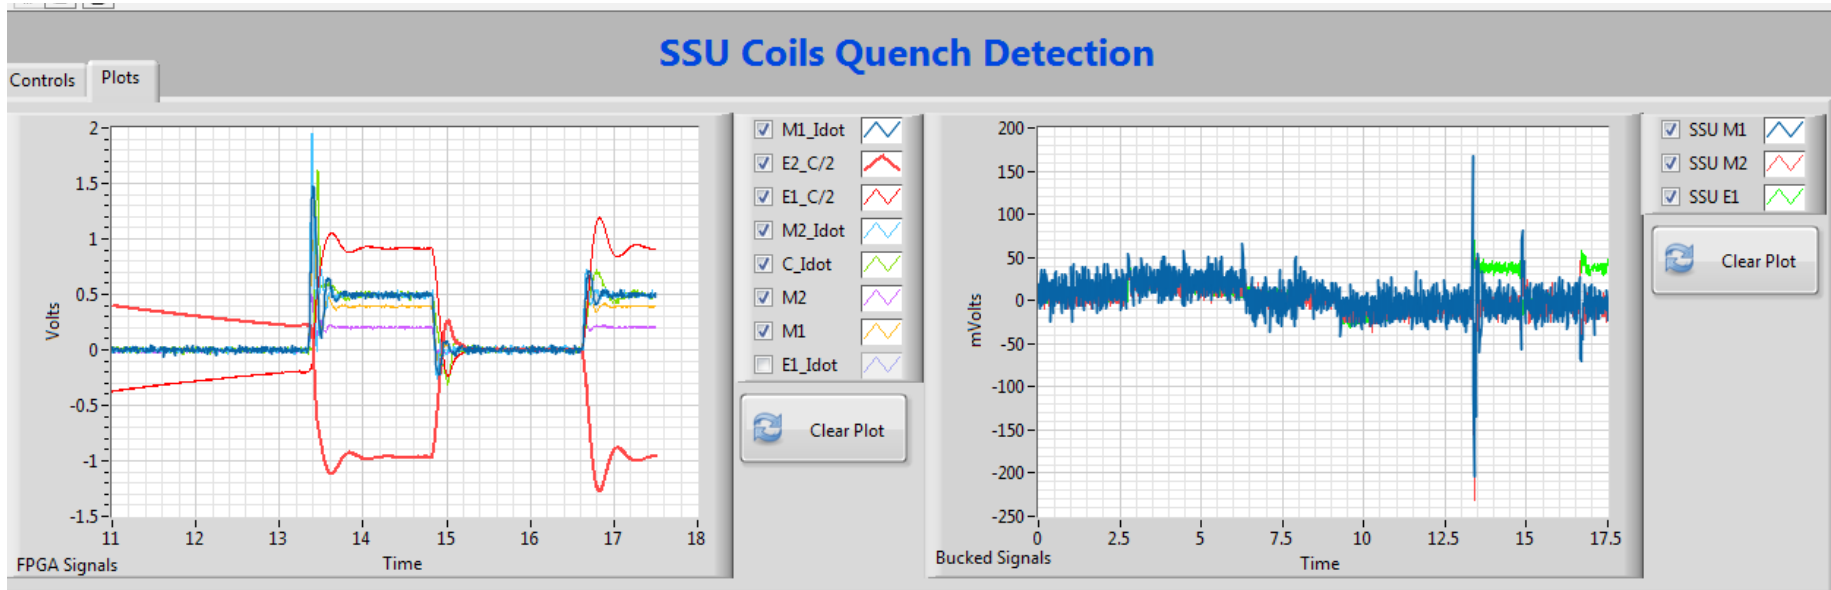 SSU Coils Quench Detection
Controls
Plots
2
1.5
1
0.5
0
-0.5
-1
-1.5
Volts
11
12
13
14
15
16
17
18
Time
FPGA Signals
M1_Idot
E2_C/2
E1_C/2
M2_Idot
C_Idot
M2
M1
E1_Idot
Clear Plot
200
150
100
50
0
-50
-100
-150
-200
-250
mVolts
0
2.5
5
7.5
10
12.5
15
17.5
Time
Bucked Signals
SSU M1
SSU M2
SSU E1
Clear Plot